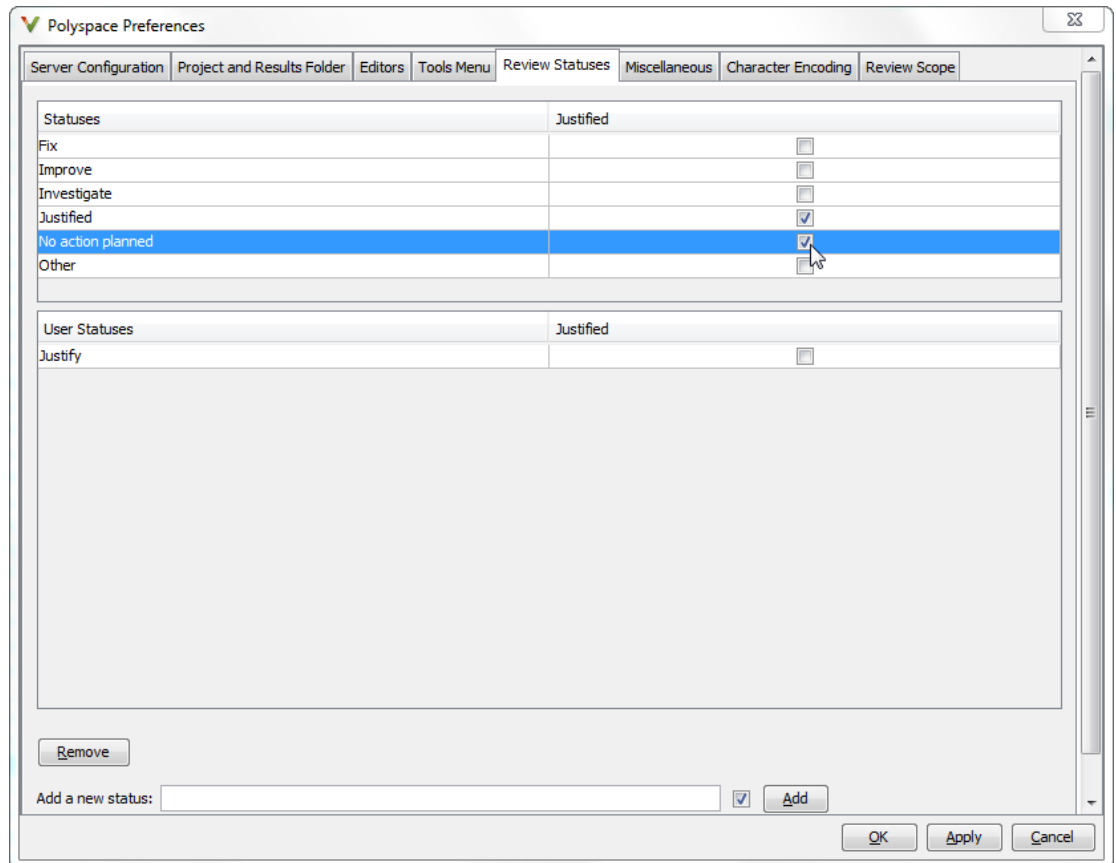 Polyspace Preferences
Server Configuration Project and Results Folder Editors Tools Menu Review Statuses Miscellaneous Character Encoding Review Scope
Statuses Justified
Fix
Improve
Investigate
Justified
No action planned
Other
User Statuses Justified
Justify
Remove
Add a new status: Add
OK Apply Cancel